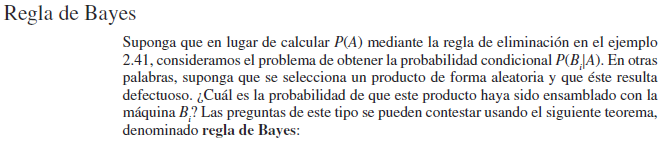 Regla de Bayes
Suponga que en lugar de calcular P(A) mediante la regla de eliminación en el ejemplo
2.41, consideramos el problema de obtener la probabilidad condicional P(Bᵢ|A). En otras
palabras, suponga que se selecciona un producto de forma aleatoria y que éste resulta
defectuoso. ¿Cuál es la probabilidad de que este producto haya sido ensamblado con la
máquina Bᵢ? Las preguntas de este tipo se pueden contestar usando el siguiente teorema,
denominado regla de Bayes: